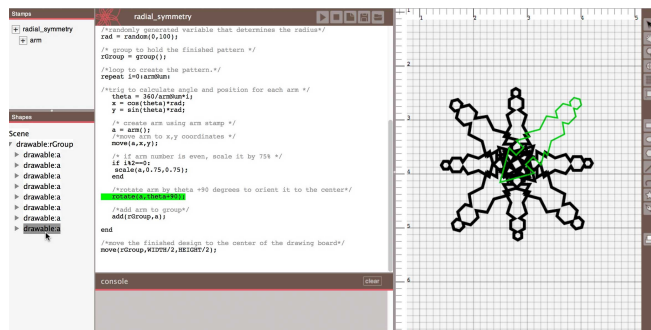 Stamps
radial_symmetry
arm
Shapes
Scene
drawable:rGroup
drawable:a
drawable:a
drawable:a
drawable:a
drawable:a
drawable:a
drawable:a
drawable:a
radial_symmetry
/*randomly generated variable that determines the radius*/
rad = random(0,100);
/* group to hold the finished pattern */
rGroup = group();
/*loop to create the pattern.*/
repeat i=0:armNum:
/*trig to calculate angle and position for each arm */
theta = 360/armNum*i;
x = cos(theta)*rad;
y = sin(theta)*rad;
/* create arm using arm stamp */
a = arm();
/*move arm to x,y coordinates */
move(a,x,y);
/* if arm number is even, scale it by 75% */
if i%2==0:
scale(a,0.75,0.75);
end
/*rotate arm by theta +90 degrees to orient it to the center*/
rotate(a,theta+90);
/*add arm to group*/
add(rGroup,a);
end
/*move the finished design to the center of the drawing board*/
move(rGroup,WIDTH/2,HEIGHT/2);
console
clear
1 2 3 4 5
2
3
4
5
6